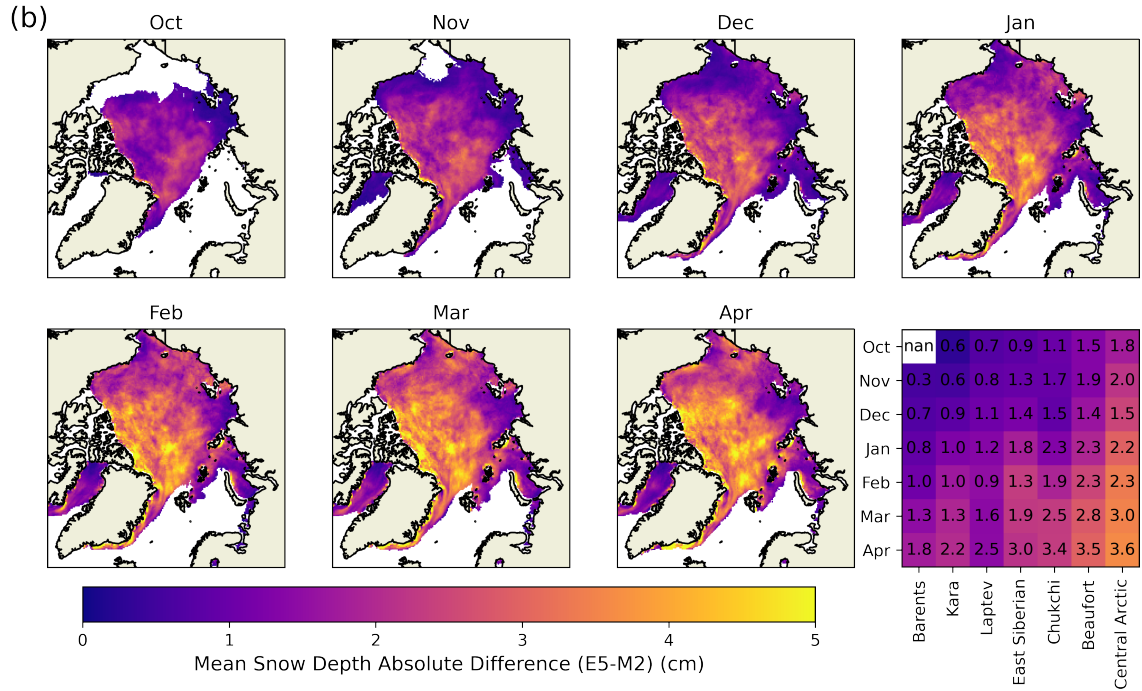 (b)
Oct Nov Dec Jan
Feb Mar Apr
Oct nan 0.6 0.7 0.9 1.1 1.5 1.8
Nov 0.3 0.6 0.8 1.3 1.7 1.9 2.0
Dec 0.7 0.9 1.1 1.4 1.5 1.4 1.5
Jan 0.8 1.0 1.2 1.8 2.3 2.3 2.2
Feb 1.0 1.0 0.9 1.3 1.9 2.3 2.3
Mar 1.3 1.3 1.6 1.9 2.5 2.8 3.0
Apr 1.8 2.2 2.5 3.0 3.4 3.5 3.6
Barents
Kara
Laptev
East Siberian
Chukchi
Beaufort
Central Arctic
0 1 2 3 4 5
Mean Snow Depth Absolute Difference (E5-M2) (cm)